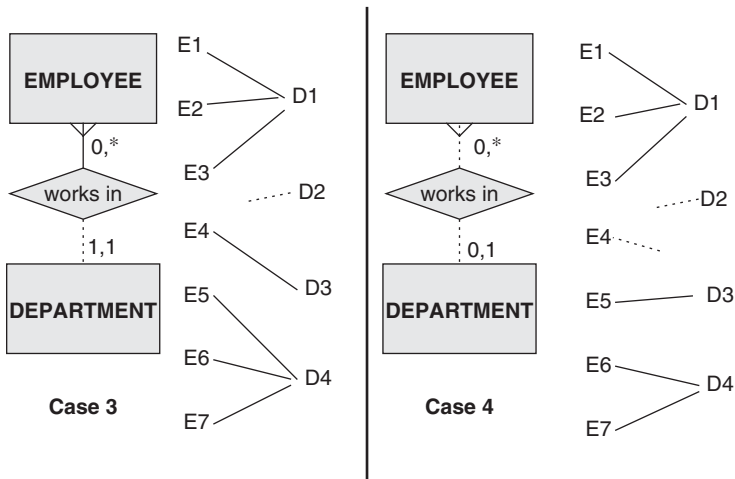 EMPLOYEE
0,*
works in
1,1
DEPARTMENT
Case 3
E1
E2
E3
E4
E5
E6
E7
D1
D2
D3
D4
EMPLOYEE
0,*
works in
0,1
DEPARTMENT
Case 4
E1
E2
E3
E4
E5
E6
E7
D1
D2
D3
D4